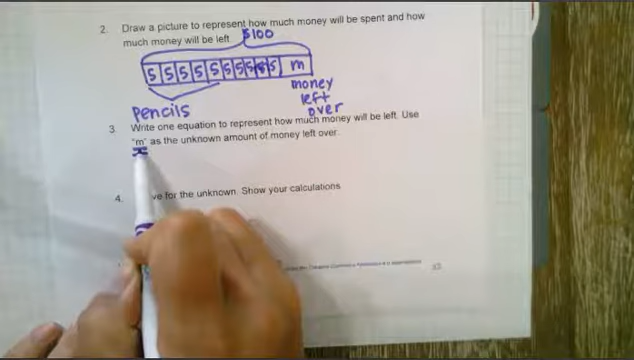 2. Draw a picture to represent how much money will be spent and how
much money will be left. $100
5 5 5 5 5 5 5 5 5 5 m
money
left
over
pencils
3 Write one equation to represent how much money will be left. Use
"m" as the unknown amount of money left over.
4. ve for the unknown. Show your calculations